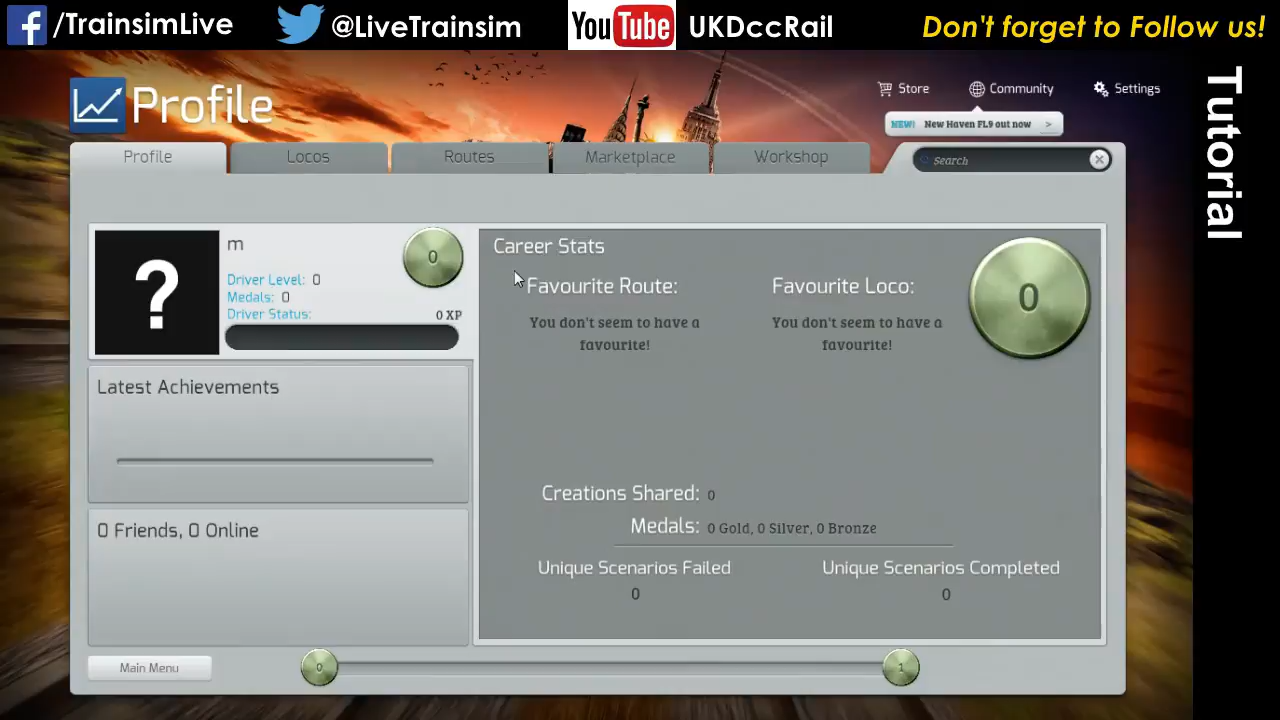 /TrainsimLive @LiveTrainsim YouTube UKDccRail Don't forget to Follow us!
Tutorial
Profile
Store Community Settings
NEW! New Haven FL9 out now >
Profile Locos Routes Marketplace Workshop Search
m
0
Driver Level: 0
Medals: 0
Driver Status: 0 XP
?
Latest Achievements
0 Friends, 0 Online
Career Stats
0
Favourite Route: Favourite Loco:
You don't seem to have a favourite!
You don't seem to have a favourite!
Creations Shared: 0
Medals: 0 Gold, 0 Silver, 0 Bronze
Unique Scenarios Failed Unique Scenarios Completed
0 0
Main Menu 0 1